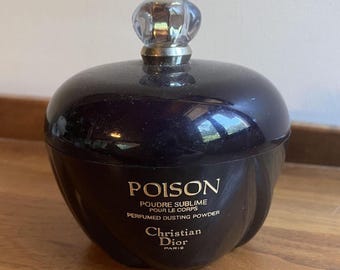 POISON
POUDRE SUBLIME
POUR LE CORPS
PERFUMED DUSTING POWDER
Christian
Dior
PARIS